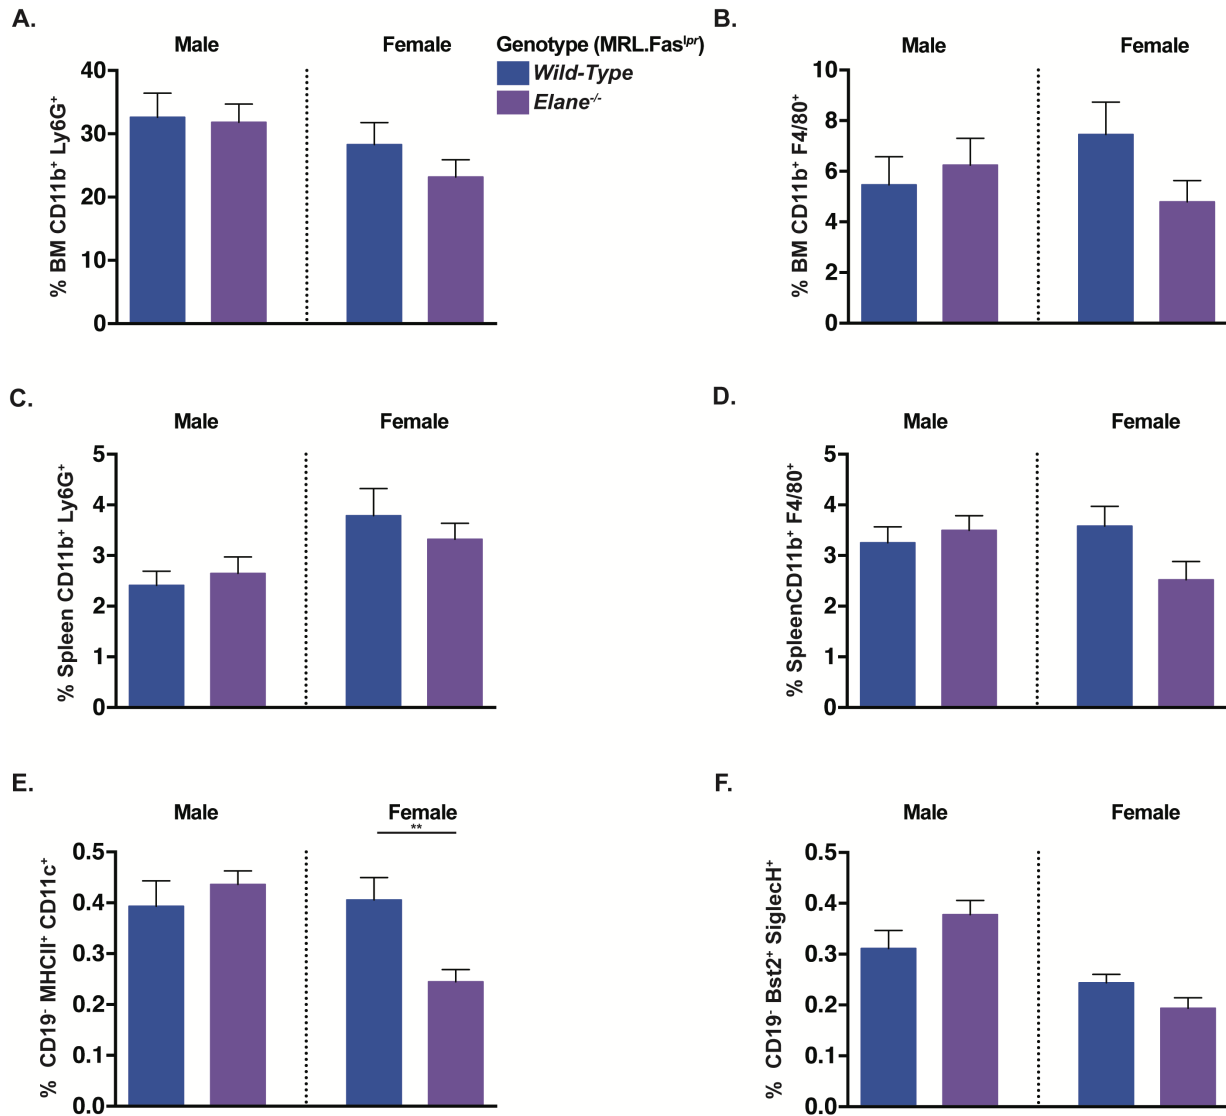 A.
Male Female
Genotype (MRL.Fas^lpr)
Wild-Type
Elane-/-
% BM CD11b+ Ly6G+
40
30
20
10
0
B.
Male Female
% BM CD11b+ F4/80+
10
8
6
4
2
0
C.
Male Female
% Spleen CD11b+ Ly6G+
5
4
3
2
1
0
D.
Male Female
% SpleenCD11b+ F4/80+
5
4
3
2
1
0
E.
Male Female
**
% CD19- MHCII+ CD11c+
0.5
0.4
0.3
0.2
0.1
0.0
F.
Male Female
% CD19- Bst2+ SiglecH+
0.5
0.4
0.3
0.2
0.1
0.0